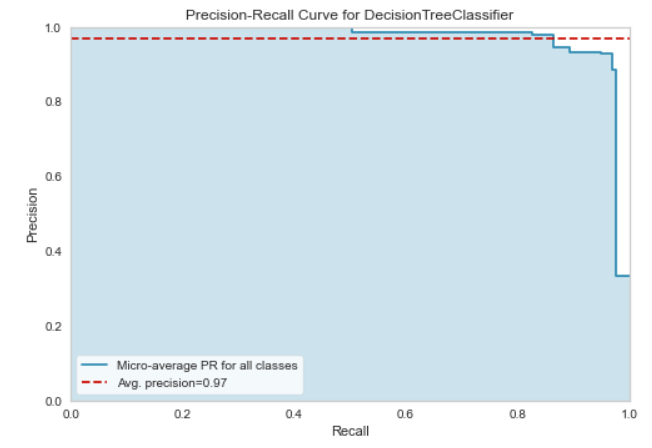 Precision-Recall Curve for DecisionTreeClassifier
1.0
0.8
0.6
0.4
0.2
0.0
Precision
Micro-average PR for all classes
Avg. precision=0.97
0.0 0.2 0.4 0.6 0.8 1.0
Recall